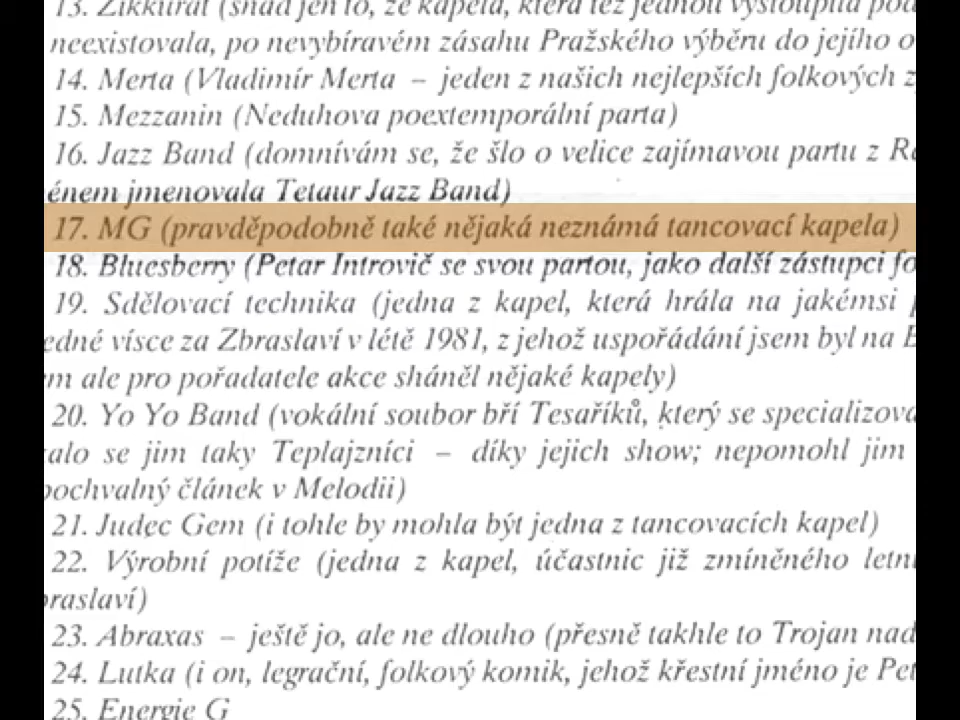 13. Zikkurat (snad jen to, že kapela, která též jednou vystoupila pod
neexistovala, po nevybíravém zásahu Pražského výběru do jejího o
14. Merta (Vladimír Merta – jeden z našich nejlepších folkových z
15. Mezzanin (Neduhova poextemporální parta)
16. Jazz Band (domnívám se, že šlo o velice zajímavou partu z R
énem jmenovala Tetaur Jazz Band)
17. MG (pravděpodobně také nějaká neznámá tancovací kapela)
18. Bluesberry (Petar Introvič se svou partou, jako další zástupci fo
19. Sdělovací technika (jedna z kapel, která hrála na jakémsi
edné vísce za Zbraslaví v létě 1981, z jehož uspořádání jsem byl na
em ale pro pořadatele akce sháněl nějaké kapely)
20. Yo Yo Band (vokální soubor bří Tesaříků, který se specializova
alo se jim taky Teplajzníci – díky jejich show; nepomohl jim
pochvalný článek v Melodii)
21. Judec Gem (i tohle by mohla být jedna z tancovacích kapel)
22. Výrobní potíže (jedna z kapel, účastnic již zmíněného letní
braslaví)
23. Abraxas – ještě jo, ale ne dlouho (přesně takhle to Trojan nad
24. Lutka (i on, legrační, folkový komik, jehož křestní jméno je Pet
25. Energie G